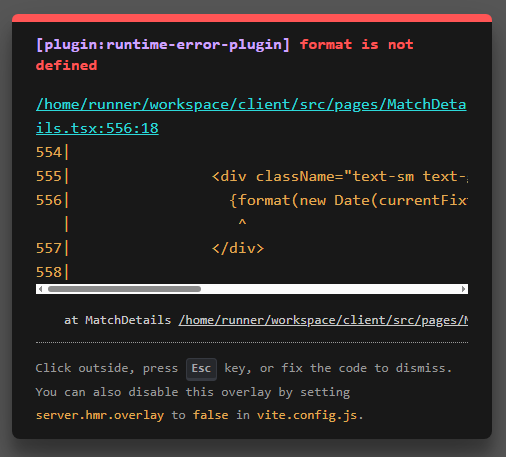 [plugin:runtime-error-plugin] format is not
defined
/home/runner/workspace/client/src/pages/MatchDeta
ils.tsx:556:18
554|
555|                 <div className="text-sm text-
556|                   {format(new Date(currentFix
   |                    ^
557|                 </div>
558|
at MatchDetails /home/runner/workspace/client/src/pages/M
Click outside, press Esc key, or fix the code to dismiss.
You can also disable this overlay by setting
server.hmr.overlay to false in vite.config.js.